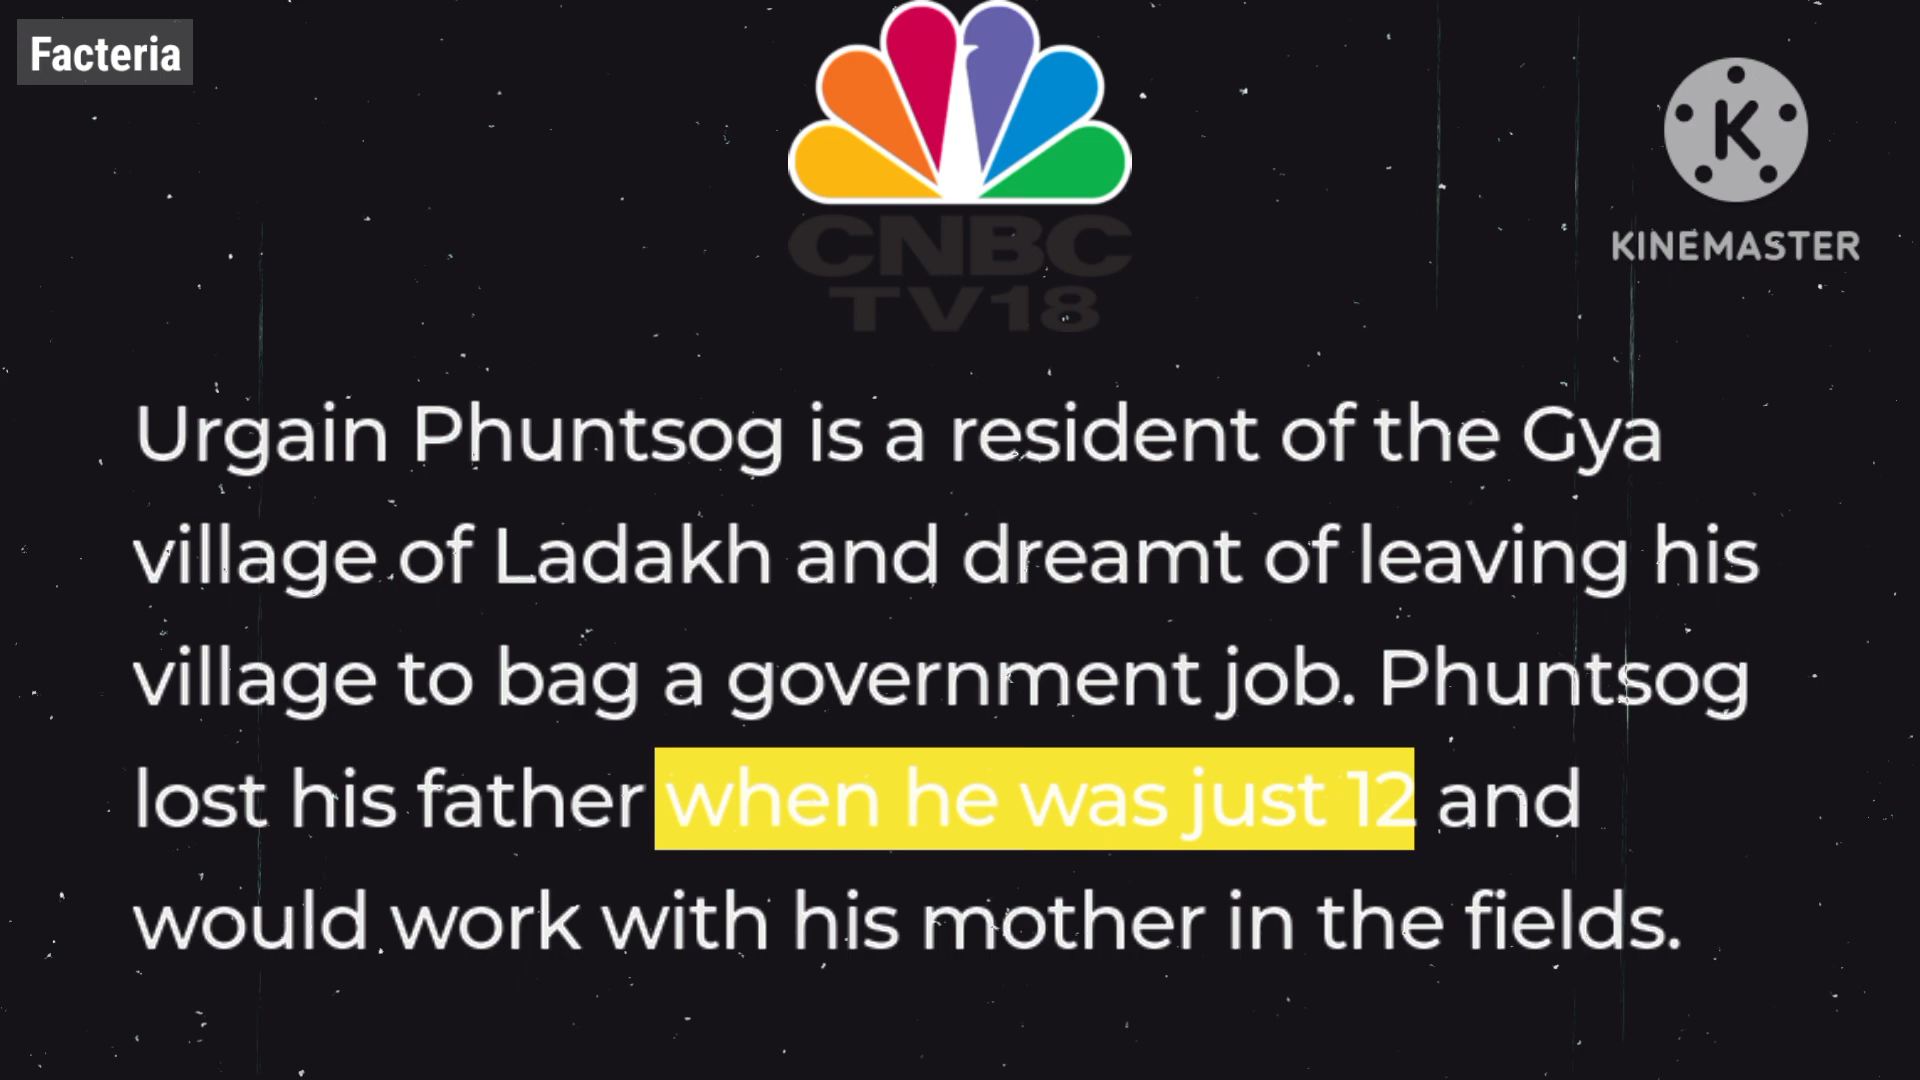 Facteria
CNBC
TV18
K
KINEMASTER
Urgain Phuntsog is a resident of the Gya
village of Ladakh and dreamt of leaving his
village to bag a government job. Phuntsog
lost his father when he was just 12 and
would work with his mother in the fields.